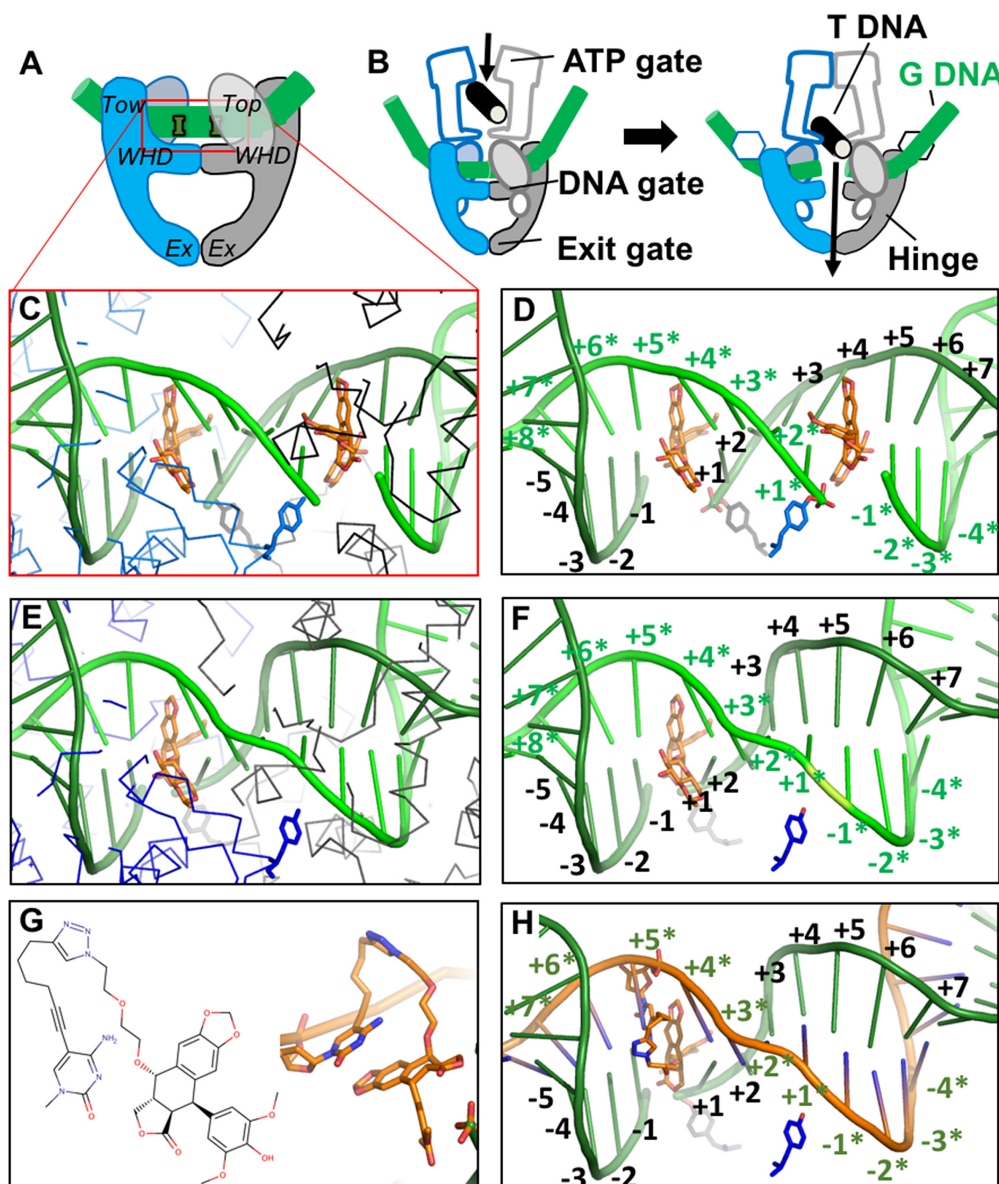 A
Tow
Top
WHD
WHD
Ex
Ex
B
ATP gate
DNA gate
Exit gate
T DNA
G DNA
Hinge
C
D
+6*
+5*
+4*
+3*
+3
+4
+5
+6
+7
+7*
+8*
+2
+2*
+1
+1*
-5
-4
-1
-3
-2
-1*
-2*
-3*
-4*
E
F
+6*
+5*
+4*
+3
+4
+5
+6
+7
+7*
+3*
+8*
+2
+2*
+1*
+1
-5
-4
-1
-3
-2
-1*
-2*
-3*
-4*
G
N
N
N
O
O
O
NH2
N
N
O
O
O
O
O
O
O
OH
H
+6*
+5*
+4*
+3
+4
+5
+6
+7
+7*
+3*
+2*
+2
+1
+1*
-5
-4
-1
-3
-2
-1*
-2*
-3*
-4*